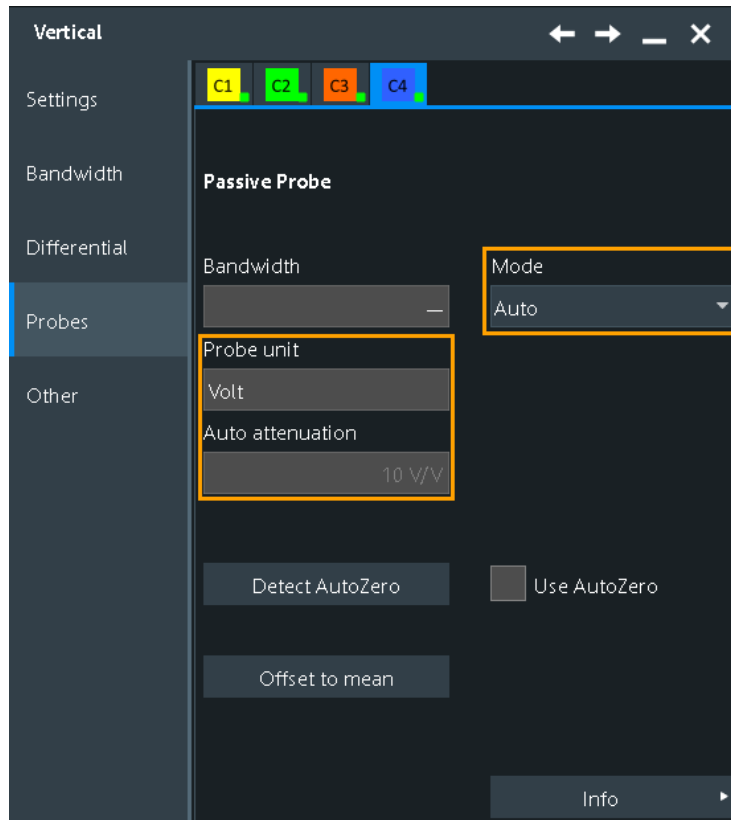 Vertical
Settings
Bandwidth
Differential
Probes
Other
C1 C2 C3 C4
Passive Probe
Bandwidth
—
Mode
Auto
Probe unit
Volt
Auto attenuation
10 V/V
Detect AutoZero
Use AutoZero
Offset to mean
Info